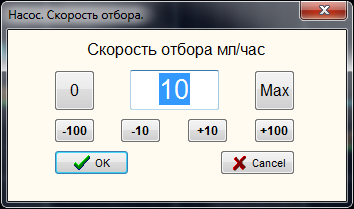 Насос. Скорость отбора.
Скорость отбора мл/час
0 10 Max
-100 -10 +10 +100
OK Cancel